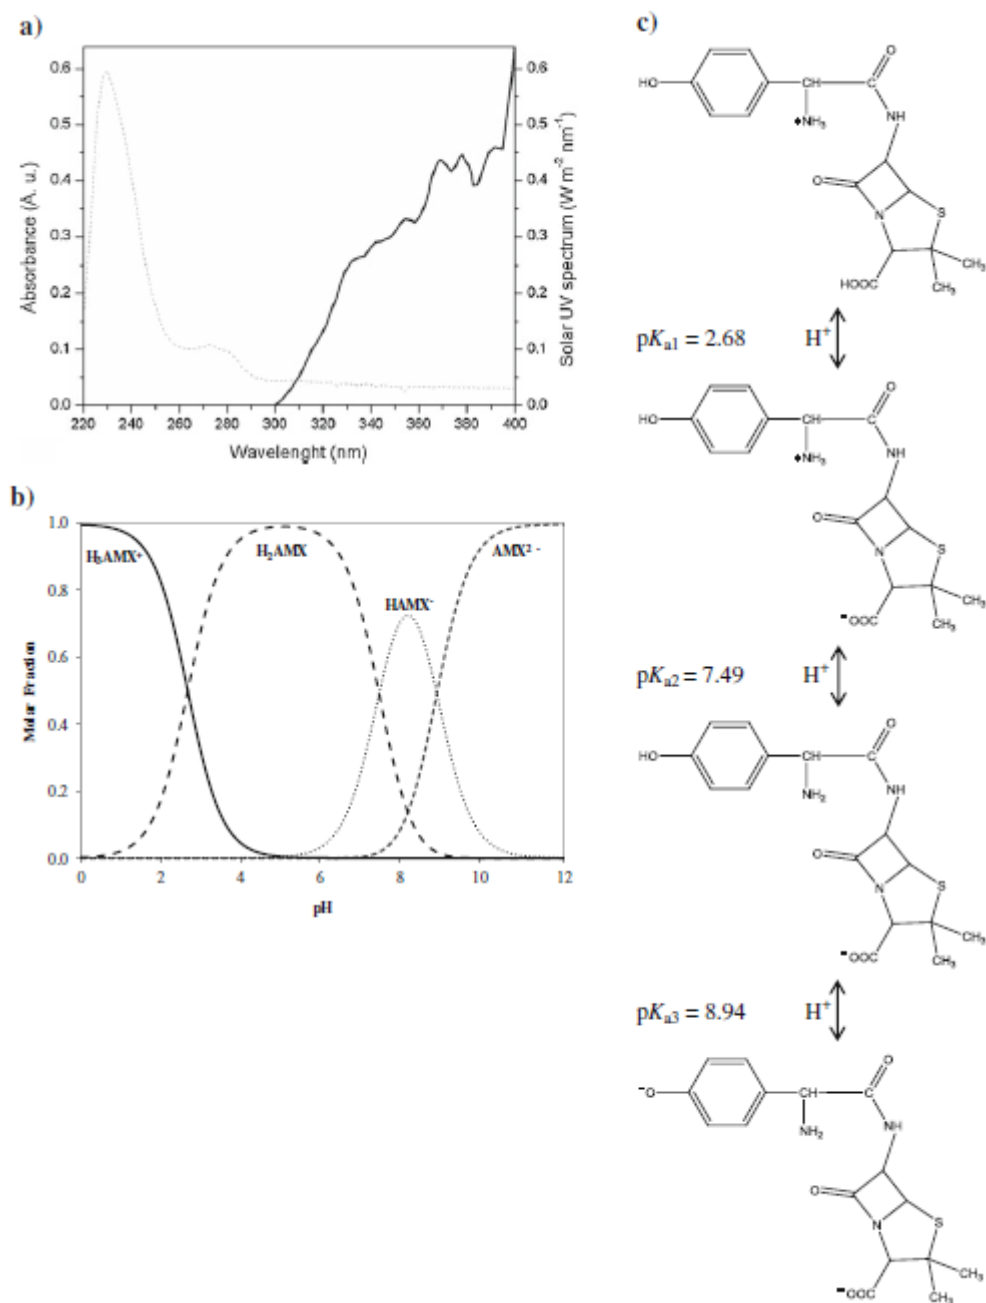 a)
0.6
0.5
0.4
0.3
0.2
0.1
0.0
Absorbance (A. u.)
0.6
0.5
0.4
0.3
0.2
0.1
0.0
Solar UV spectrum (W m⁻² nm⁻¹)
220 240 260 280 300 320 340 360 380 400
Wavelenght (nm)
b)
1.0
0.8
0.6
0.4
0.2
0.0
Molar Fraction
H₃AMX⁺
H₂AMX
HAMX⁻
AMX²⁻
0 2 4 6 8 10 12
pH
c)
O
HO
CH
C
NH₃
NH
O
N
S
HOOC
CH₃
CH₃
pKa1 = 2.68 H⁺
O
HO
CH
C
NH₃
NH
O
N
S
-OOC
CH₃
CH₃
pKa2 = 7.49 H⁺
O
HO
CH
C
NH₂
NH
O
N
S
-OOC
CH₃
CH₃
pKa3 = 8.94 H⁺
O
-O
CH
C
NH₂
NH
O
N
S
-OOC
CH₃
CH₃